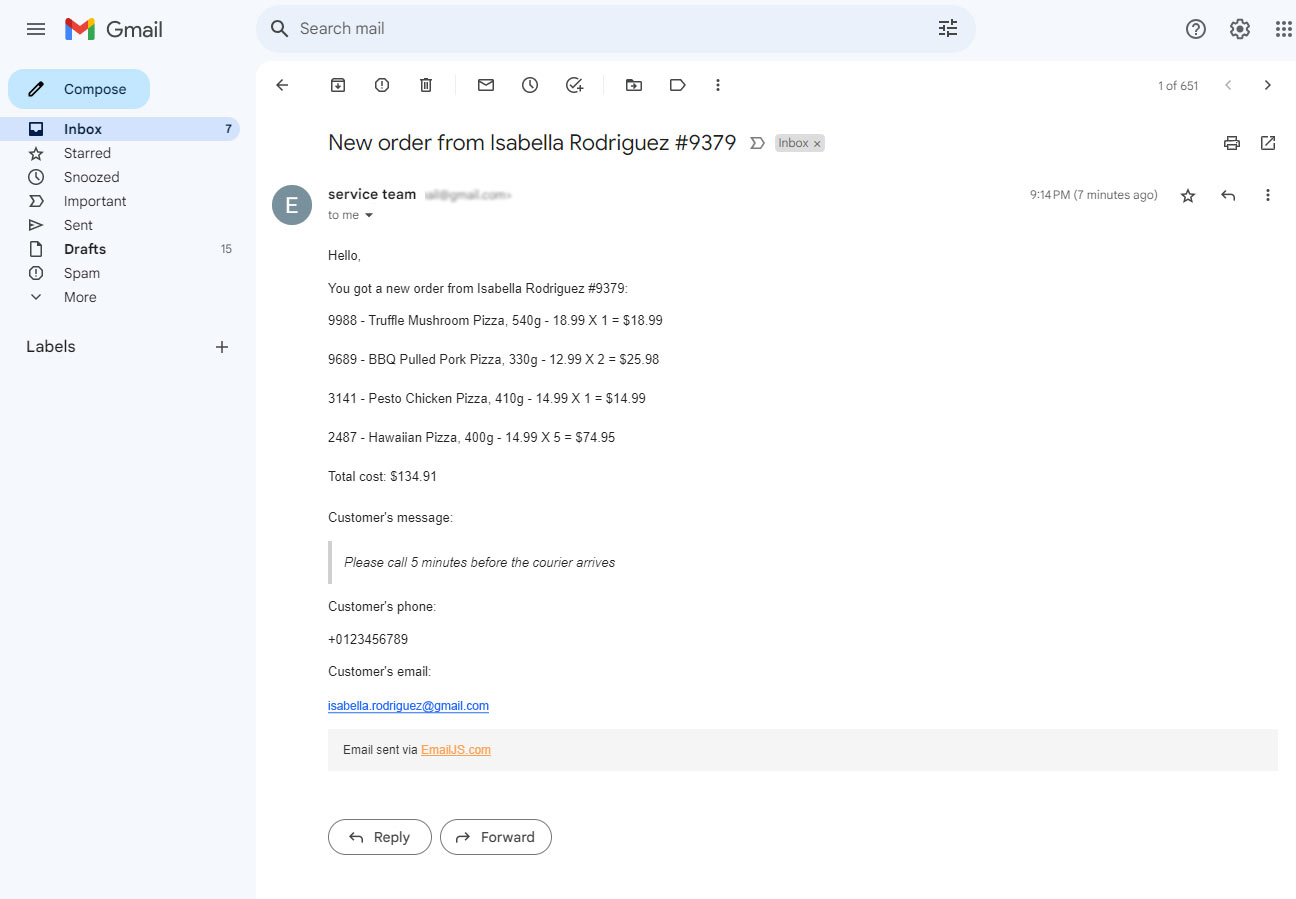 Gmail
Search mail
Compose
Inbox 7
Starred
Snoozed
Important
Sent
Drafts 15
Spam
More
Labels
1 of 651
New order from Isabella Rodriguez #9379
Inbox ×
E
service team
9:14 PM (7 minutes ago)
to me
Hello,
You got a new order from Isabella Rodriguez #9379:
9988 - Truffle Mushroom Pizza, 540g - 18.99 X 1 = $18.99
9689 - BBQ Pulled Pork Pizza, 330g - 12.99 X 2 = $25.98
3141 - Pesto Chicken Pizza, 410g - 14.99 X 1 = $14.99
2487 - Hawaiian Pizza, 400g - 14.99 X 5 = $74.95
Total cost: $134.91
Customer's message:
Please call 5 minutes before the courier arrives
Customer's phone:
+0123456789
Customer's email:
isabella.rodriguez@gmail.com
Email sent via EmailJS.com
Reply
Forward